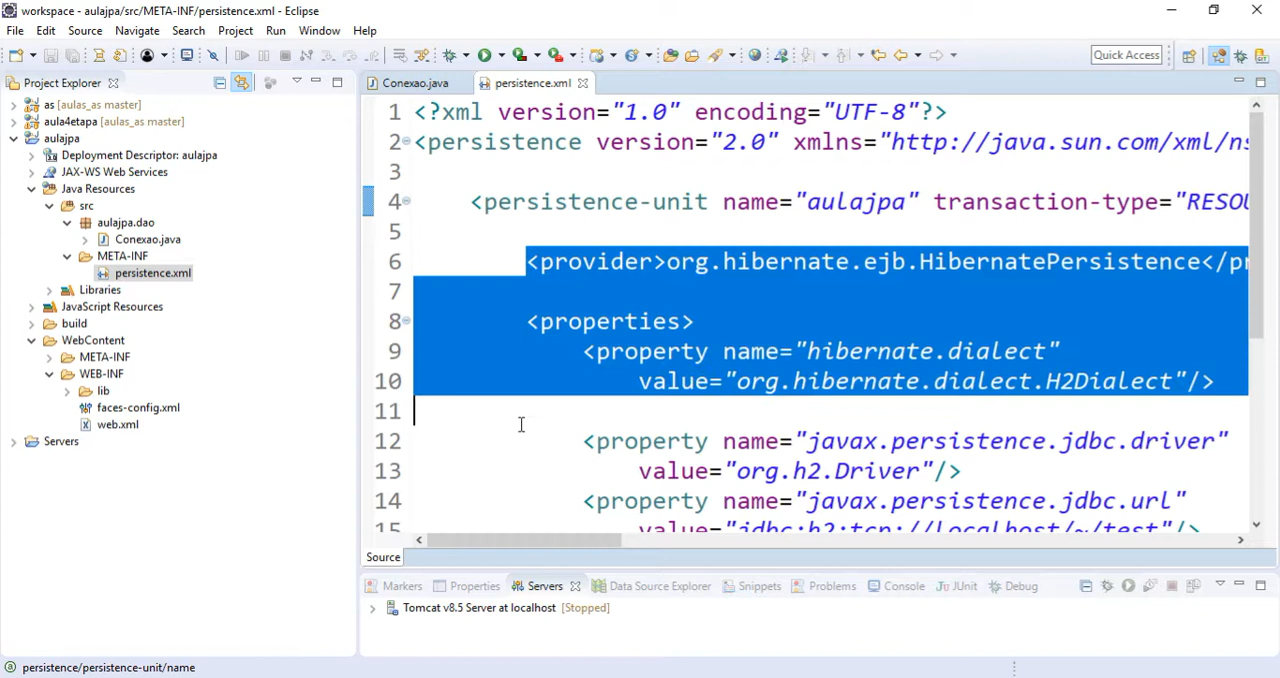 workspace - aulajpa/src/META-INF/persistence.xml - Eclipse
File Edit Source Navigate Search Project Run Window Help
Quick Access
Project Explorer
Conexao.java
persistence.xml
as [aulas_as master]
aula4etapa [aulas_as master]
aulajpa
Deployment Descriptor: aulajpa
JAX-WS Web Services
Java Resources
src
aulajpa.dao
Conexao.java
META-INF
persistence.xml
Libraries
JavaScript Resources
build
WebContent
META-INF
WEB-INF
lib
faces-config.xml
web.xml
Servers
1 <?xml version="1.0" encoding="UTF-8"?>
2 <persistence version="2.0" xmlns="http://java.sun.com/xml/ns
3
4 <persistence-unit name="aulajpa" transaction-type="RESOU
5
6 <provider>org.hibernate.ejb.HibernatePersistence</pr
7
8 <properties>
9 <property name="hibernate.dialect"
10 value="org.hibernate.dialect.H2Dialect"/>
11
12 <property name="javax.persistence.jdbc.driver"
13 value="org.h2.Driver"/>
14 <property name="javax.persistence.jdbc.url"
15 value="jdbc:h2:tcp://localhost/~/test"/>
Source
Markers Properties Servers Data Source Explorer Snippets Problems Console JUnit Debug
Tomcat v8.5 Server at localhost [Stopped]
persistence/persistence-unit/name